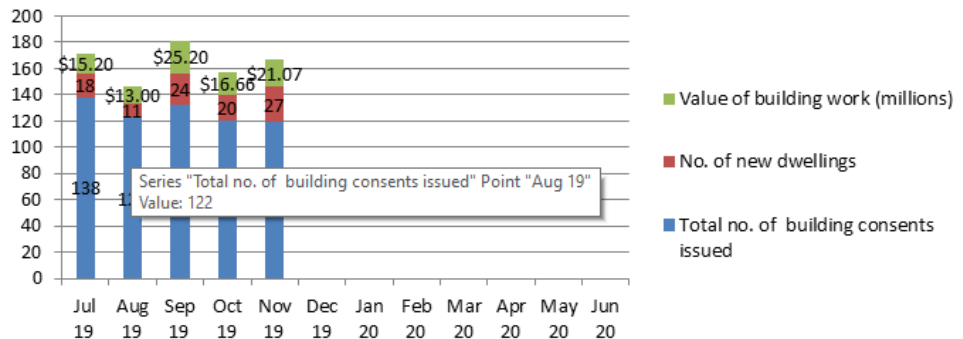 200
180
160
140
120
100
80
60
40
20
0
$15.20
18
138
$13.00
11
$25.20
24
$16.66
20
$21.07
27
Series "Total no. of building consents issued" Point "Aug 19"
Value: 122
Jul 19
Aug 19
Sep 19
Oct 19
Nov 19
Dec 19
Jan 20
Feb 20
Mar 20
Apr 20
May 20
Jun 20
Value of building work (millions)
No. of new dwellings
Total no. of building consents
issued